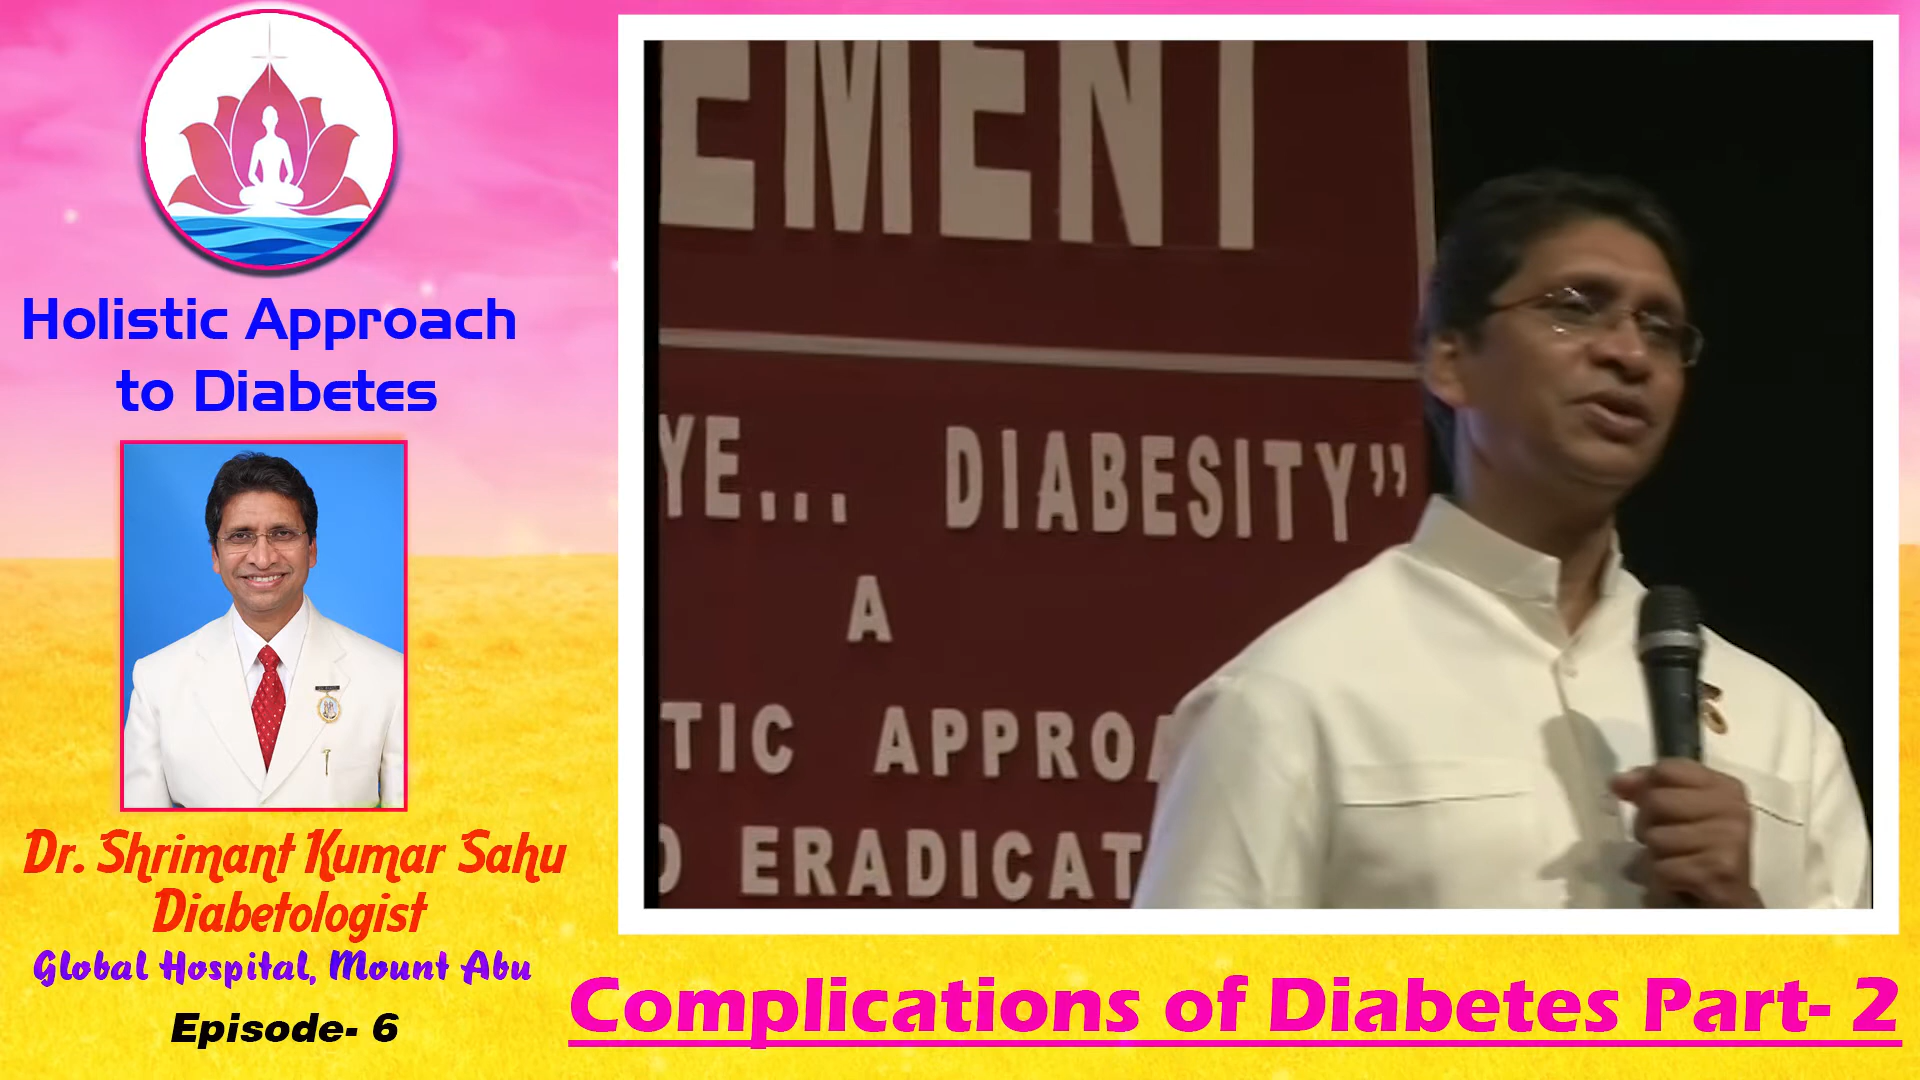 Holistic Approach
to Diabetes
Dr. Shrimant Kumar Sahu
Diabetologist
Global Hospital, Mount Abu
Episode- 6
EMENT
YE... DIABESITY”
A
TIC APPRO
O ERADICAT
Complications of Diabetes Part- 2